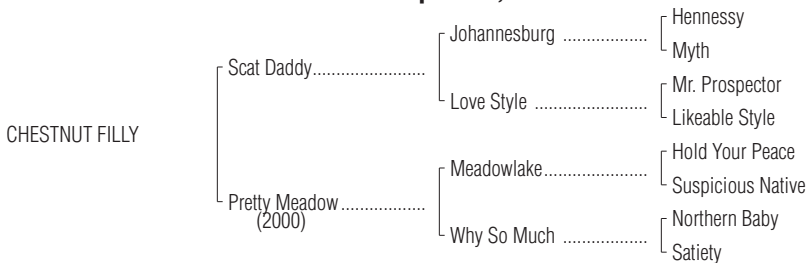 Hennessy
Johannesburg ..................
Myth
Scat Daddy........................
Mr. Prospector
Love Style ........................
Likeable Style
CHESTNUT FILLY
Hold Your Peace
Meadowlake......................
Suspicious Native
Pretty Meadow ..................
(2000)
Northern Baby
Why So Much ..................
Satiety